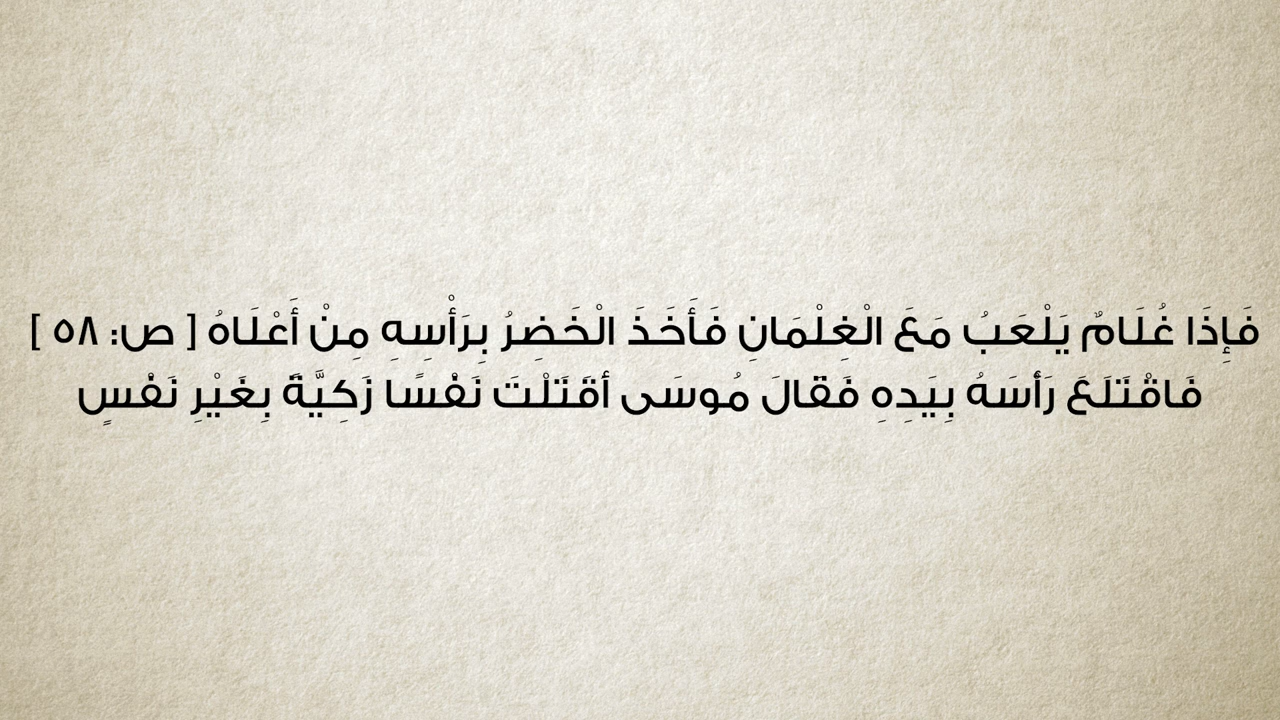 فَإِذَا غُلَامٌ يَلْعَبُ مَعَ الْغِلْمَانِ فَأَخَذَ الْخَضِرُ بِرَأْسِهِ مِنْ أَعْلَاهُ [ ص: ٥٨ ]
فَاقْتَلَعَ رَأْسَهُ بِيَدِهِ فَقَالَ مُوسَى أَقَتَلْتَ نَفْسًا زَكِيَّةً بِغَيْرِ نَفْسٍ